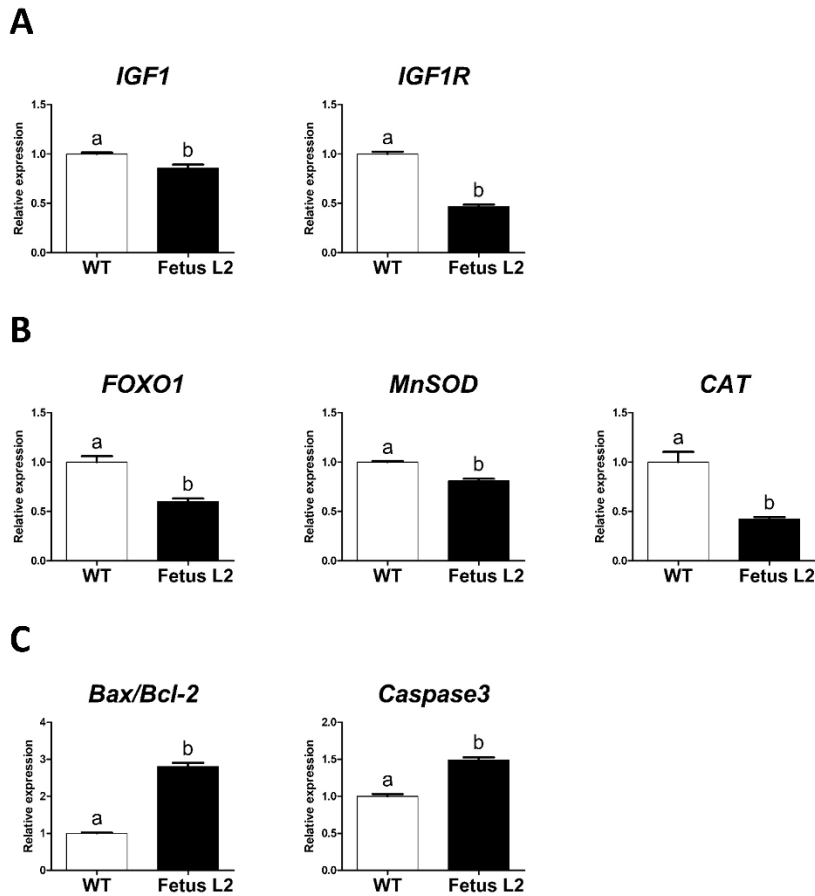 A
IGF1
IGF1R
Relative expression
1.5
1.0
0.5
0.0
a
b
WT
Fetus L2
Relative expression
1.5
1.0
0.5
0.0
a
b
WT
Fetus L2
B
FOXO1
MnSOD
CAT
Relative expression
1.5
1.0
0.5
0.0
a
b
WT
Fetus L2
Relative expression
1.5
1.0
0.5
0.0
a
b
WT
Fetus L2
Relative expression
1.5
1.0
0.5
0.0
a
b
WT
Fetus L2
C
Bax/Bcl-2
Caspase3
Relative expression
4
3
2
1
0
a
b
WT
Fetus L2
Relative expression
2.0
1.5
1.0
0.5
0.0
a
b
WT
Fetus L2